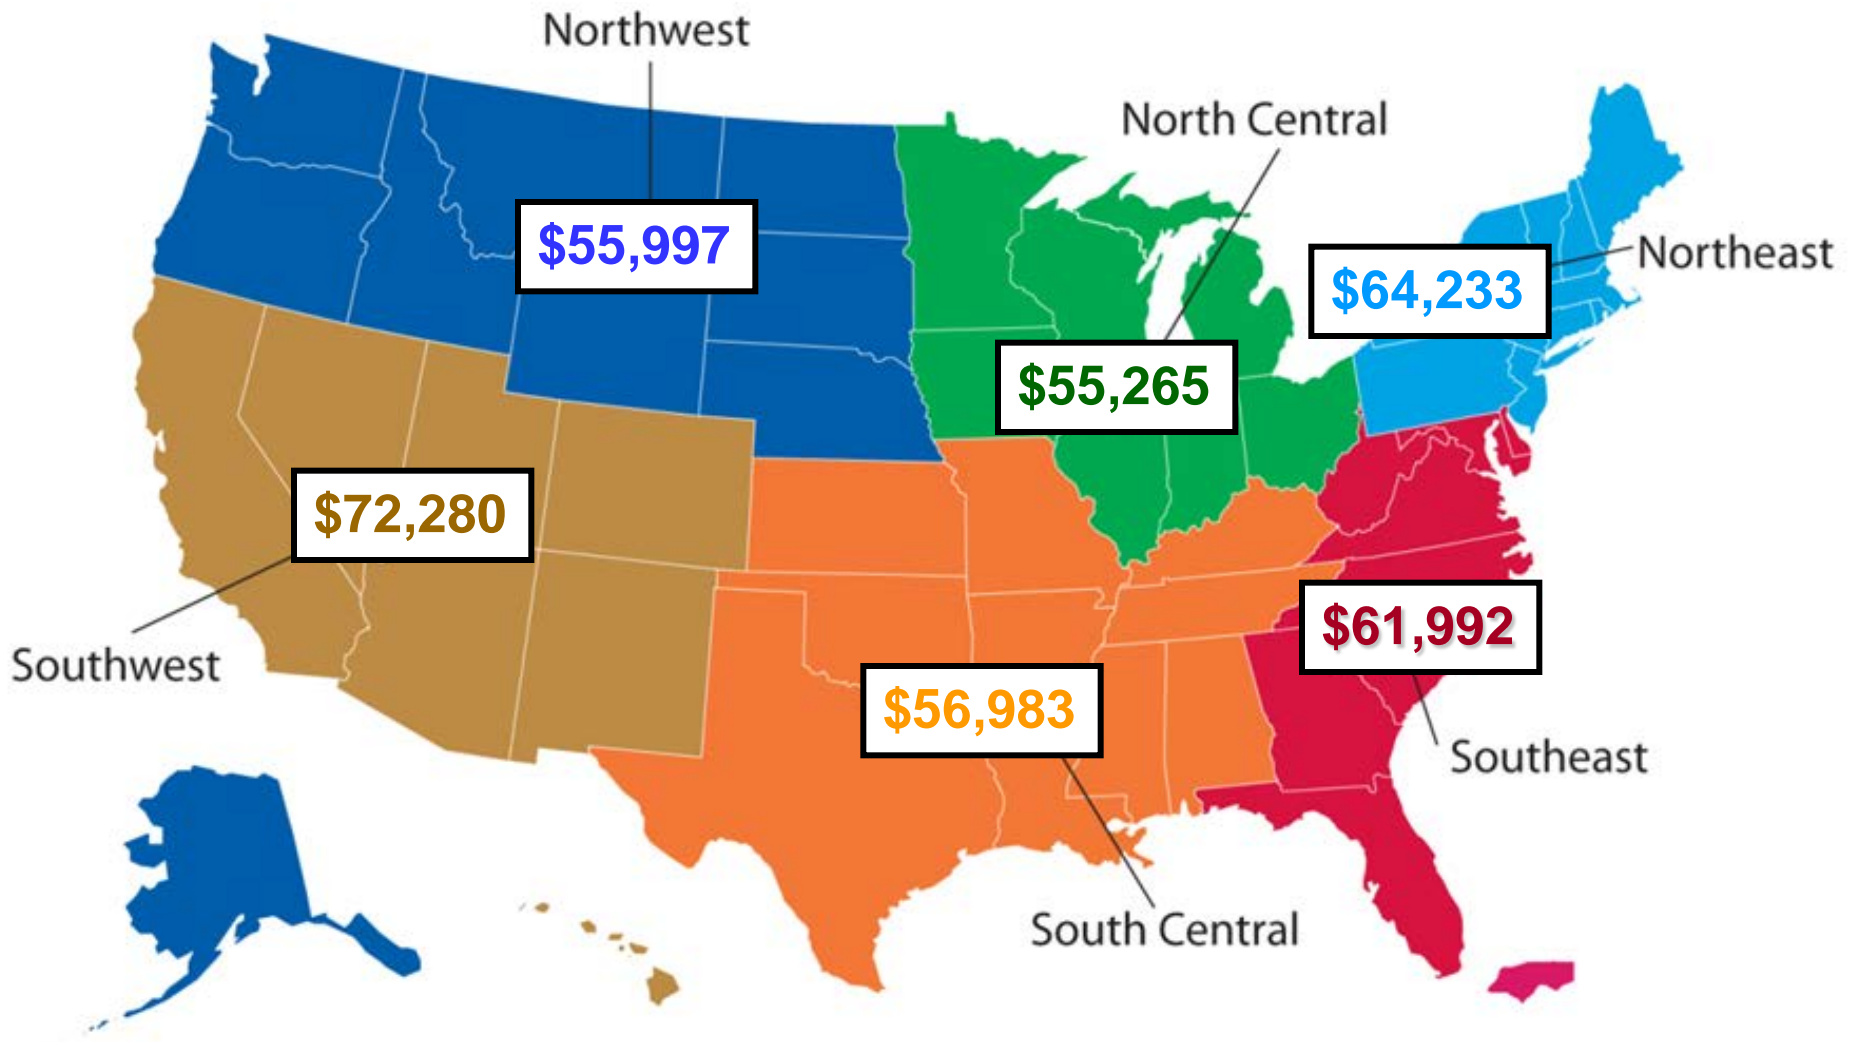 Northwest
North Central
$55,997
Northeast
$64,233
$55,265
$72,280
$61,992
Southwest
$56,983
Southeast
South Central